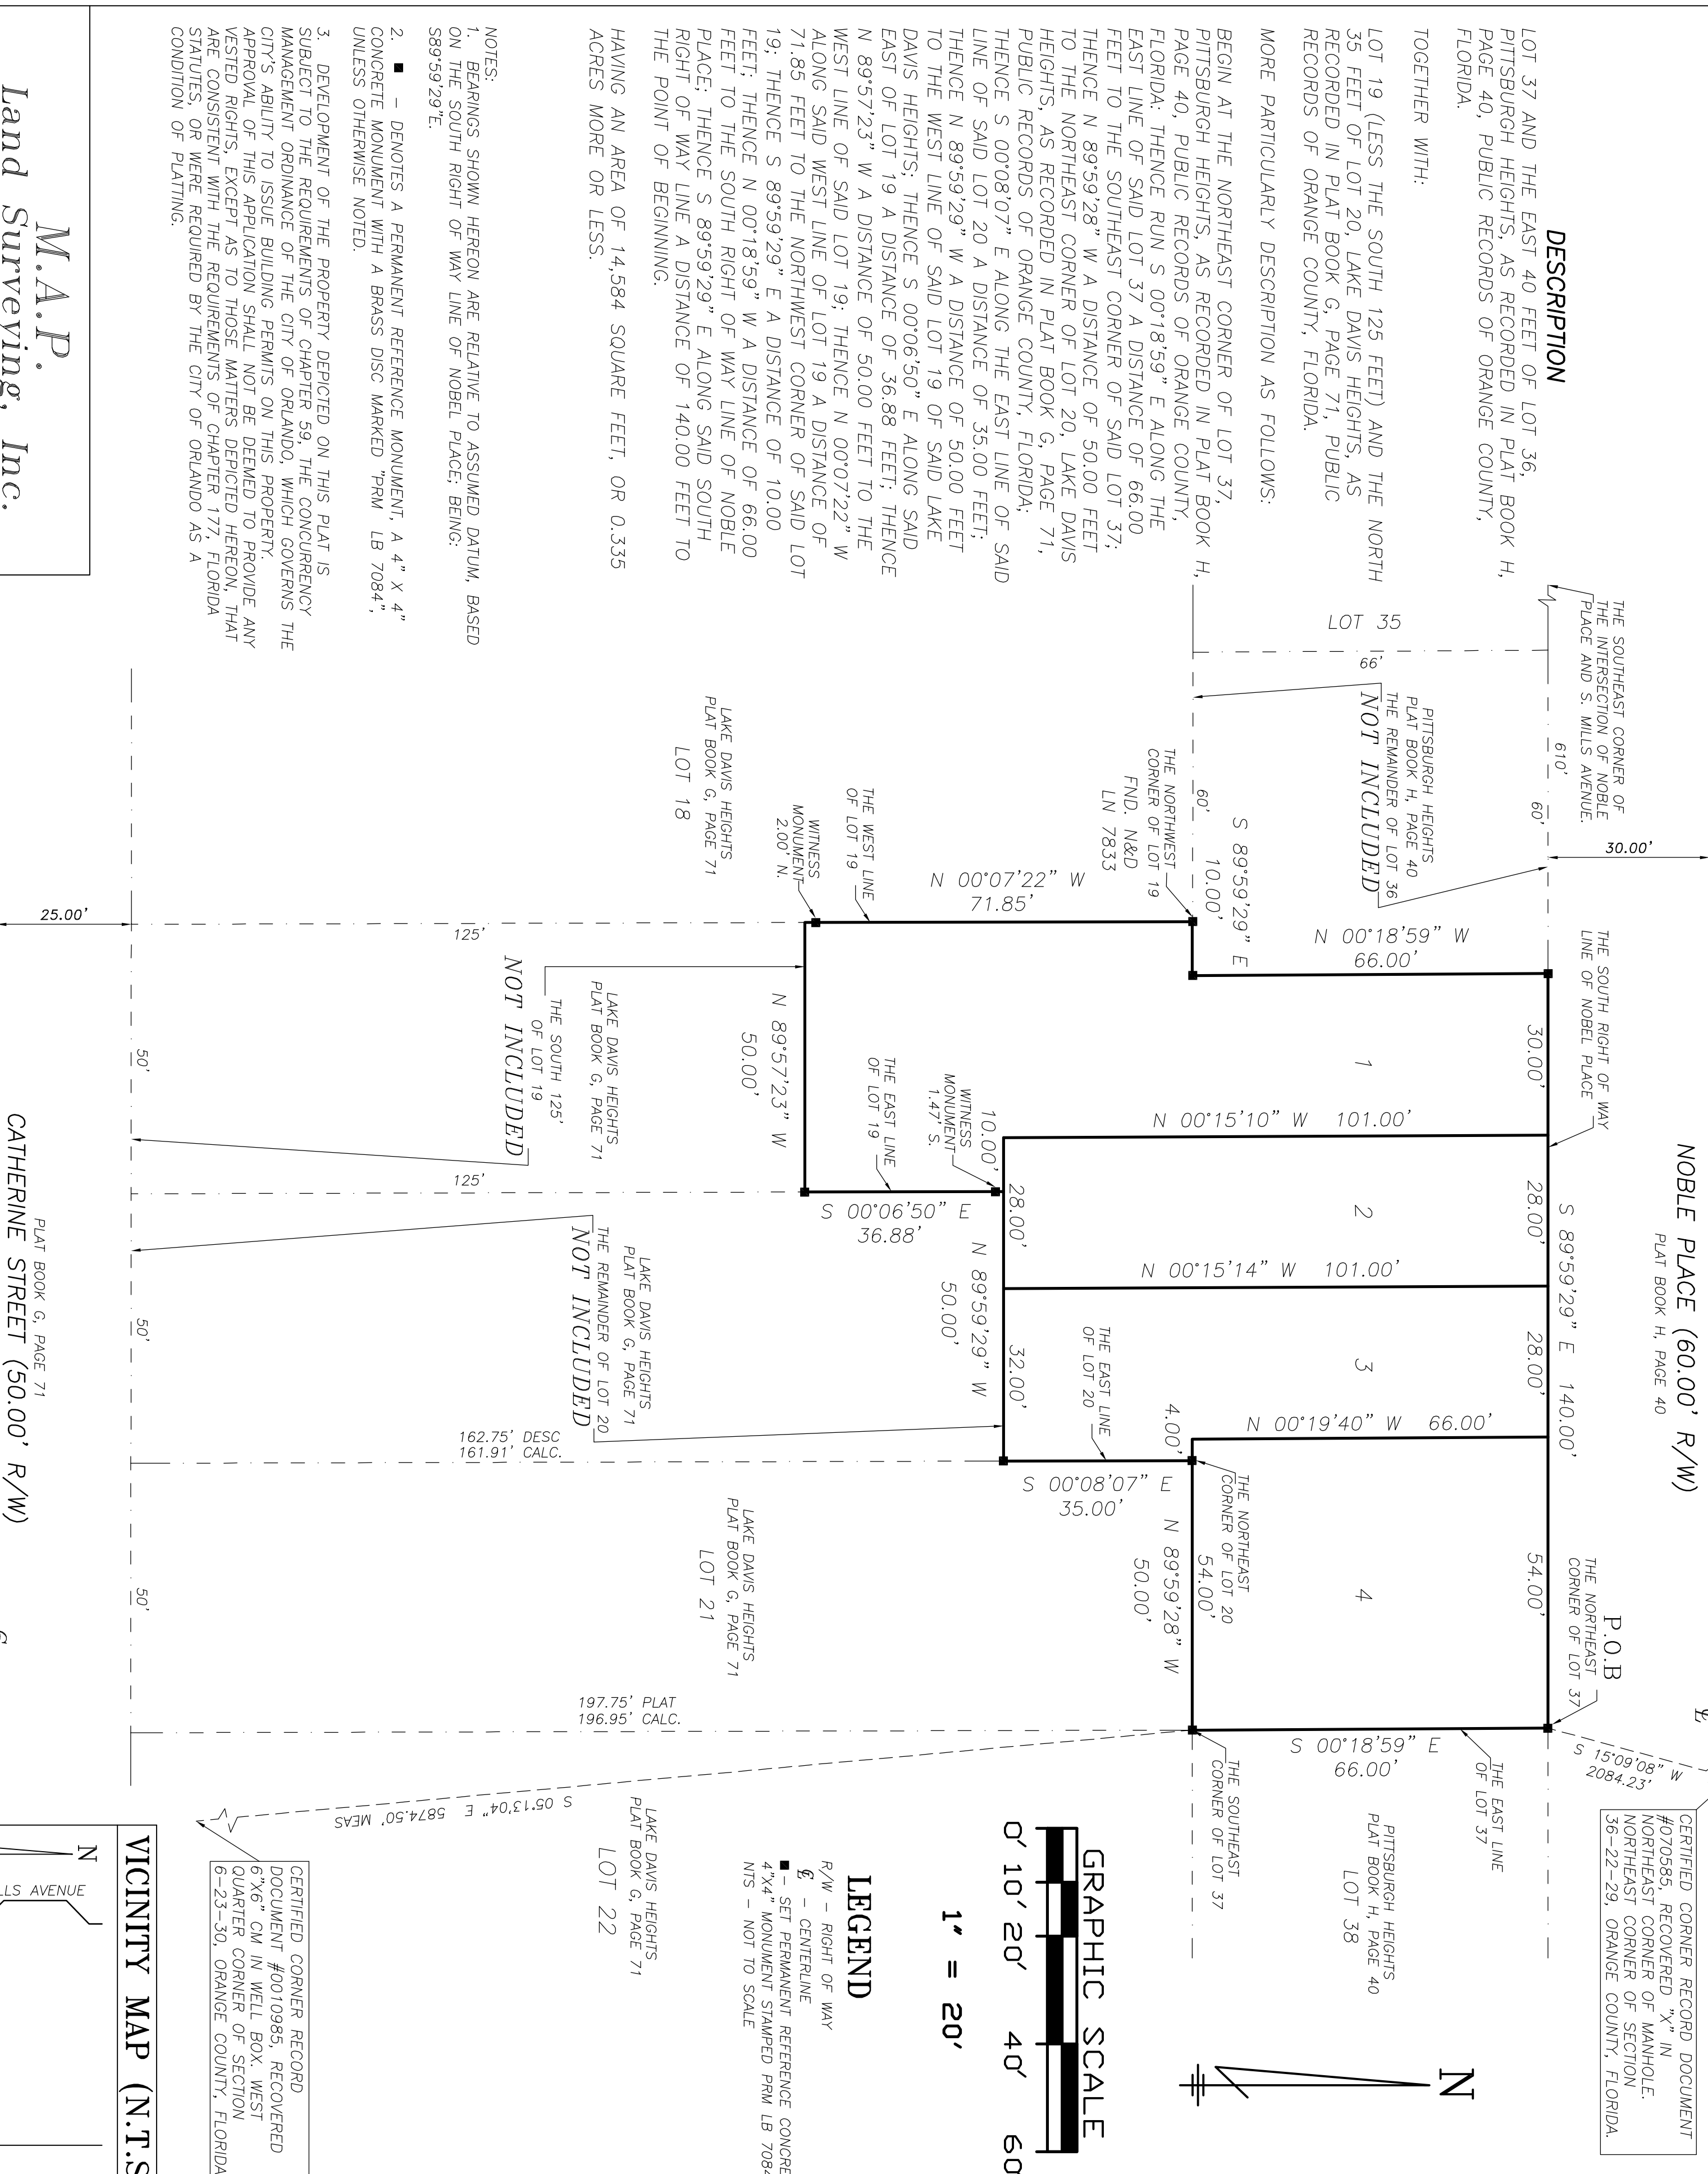 DESCRIPTION
LOT 37 AND THE EAST 40 FEET OF LOT 36,
PITTSBURGH HEIGHTS, AS RECORDED IN PLAT BOOK H,
PAGE 40, PUBLIC RECORDS OF ORANGE COUNTY,
FLORIDA.
TOGETHER WITH:
LOT 19 (LESS THE SOUTH 125 FEET) AND THE NORTH
35 FEET OF LOT 20, LAKE DAVIS HEIGHTS, AS
RECORDED IN PLAT BOOK G, PAGE 71, PUBLIC
RECORDS OF ORANGE COUNTY, FLORIDA.
MORE PARTICULARLY DESCRIPTION AS FOLLOWS:
BEGIN AT THE NORTHEAST CORNER OF LOT 37,
PITTSBURGH HEIGHTS, AS RECORDED IN PLAT BOOK H,
PAGE 40, PUBLIC RECORDS OF ORANGE COUNTY,
FLORIDA: THENCE RUN S 00°18'59" E ALONG THE
EAST LINE OF SAID LOT 37 A DISTANCE OF 66.00
FEET TO THE SOUTHEAST CORNER OF SAID LOT 37;
THENCE N 89°59'28" W A DISTANCE OF 50.00 FEET
TO THE NORTHEAST CORNER OF LOT 20, LAKE DAVIS
HEIGHTS, AS RECORDED IN PLAT BOOK G, PAGE 71,
PUBLIC RECORDS OF ORANGE COUNTY, FLORIDA;
THENCE S 00°08'07" E ALONG THE EAST LINE OF SAID
LINE OF SAID LOT 20 A DISTANCE OF 35.00 FEET;
THENCE N 89°59'29" W A DISTANCE OF 50.00 FEET
TO THE WEST LINE OF SAID LOT 19 OF SAID LAKE
DAVIS HEIGHTS; THENCE S 00°06'50" E ALONG SAID
EAST OF LOT 19 A DISTANCE OF 36.88 FEET; THENCE
N 89°57'23" W A DISTANCE OF 50.00 FEET TO THE
WEST LINE OF SAID LOT 19; THENCE N 00°07'22" W
ALONG SAID WEST LINE OF LOT 19 A DISTANCE OF
71.85 FEET TO THE NORTHWEST CORNER OF SAID LOT
19; THENCE S 89°59'29" E A DISTANCE OF 10.00
FEET; THENCE N 00°18'59" W A DISTANCE OF 66.00
FEET TO THE SOUTH RIGHT OF WAY LINE OF NOBLE
PLACE; THENCE S 89°59'29" E ALONG SAID SOUTH
RIGHT OF WAY LINE A DISTANCE OF 140.00 FEET TO
THE POINT OF BEGINNING.
HAVING AN AREA OF 14,584 SQUARE FEET, OR 0.335
ACRES MORE OR LESS.
NOTES:
1. BEARINGS SHOWN HEREON ARE RELATIVE TO ASSUMED DATUM, BASED
ON THE SOUTH RIGHT OF WAY LINE OF NOBEL PLACE; BEING:
S89°59'29"E.
2. ■ – DENOTES A PERMANENT REFERENCE MONUMENT, A 4" X 4"
CONCRETE MONUMENT WITH A BRASS DISC MARKED "PRM LB 7084",
UNLESS OTHERWISE NOTED.
3. DEVELOPMENT OF THE PROPERTY DEPICTED ON THIS PLAT IS
SUBJECT TO THE REQUIREMENTS OF CHAPTER 59, THE CONCURRENCY
MANAGEMENT ORDINANCE OF THE CITY OF ORLANDO, WHICH GOVERNS THE
CITY'S ABILITY TO ISSUE BUILDING PERMITS ON THIS PROPERTY.
APPROVAL OF THIS APPLICATION SHALL NOT BE DEEMED TO PROVIDE ANY
VESTED RIGHTS, EXCEPT AS TO THOSE MATTERS DEPICTED HEREON, THAT
ARE CONSISTENT WITH THE REQUIREMENTS OF CHAPTER 177, FLORIDA
STATUTES, OR WERE REQUIRED BY THE CITY OF ORLANDO AS A
CONDITION OF PLATTING.
M.A.P.
Land Surveying, Inc.
THE SOUTHEAST CORNER OF
THE INTERSECTION OF NOBLE
PLACE AND S. MILLS AVENUE.
610'
60'
30.00'
LOT 35
66'
PITTSBURGH HEIGHTS
PLAT BOOK H, PAGE 40
THE REMAINDER OF LOT 36
NOT INCLUDED
60'
S 89°59'29" E
10.00'
THE NORTHWEST
CORNER OF LOT 19
FND. N&D
LN 7833
N 00°18'59" W
66.00'
N 00°07'22" W
71.85'
THE WEST LINE
OF LOT 19
WITNESS
MONUMENT
2.00' N.
LAKE DAVIS HEIGHTS
PLAT BOOK G, PAGE 71
LOT 18
NOBLE PLACE (60.00' R/W)
PLAT BOOK H, PAGE 40
THE SOUTH RIGHT OF WAY
LINE OF NOBEL PLACE
S 89°59'29" E 140.00'
30.00'
28.00'
28.00'
54.00'
1
2
3
4
N 00°15'10" W 101.00'
N 00°15'14" W 101.00'
N 00°19'40" W 66.00'
10.00'
28.00'
32.00'
WITNESS
MONUMENT
1.47' S.
THE EAST LINE
OF LOT 19
S 00°06'50" E
36.88'
N 89°59'29" W
50.00'
N 89°57'23" W
50.00'
THE EAST LINE
OF LOT 20
4.00'
S 00°08'07" E
35.00'
THE NORTHEAST
CORNER OF LOT 20
54.00'
N 89°59'28" W
50.00'
P.O.B
THE NORTHEAST
CORNER OF LOT 37
S 15°09'08" W
2084.23'
S 00°18'59" E
66.00'
THE EAST LINE
OF LOT 37
THE SOUTHEAST
CORNER OF LOT 37
PITTSBURGH HEIGHTS
PLAT BOOK H, PAGE 40
LOT 38
CERTIFIED CORNER RECORD DOCUMENT
#070585, RECOVERED "X" IN
NORTHEAST CORNER OF MANHOLE.
NORTHEAST CORNER OF SECTION
36-22-29, ORANGE COUNTY, FLORIDA.
LAKE DAVIS HEIGHTS
PLAT BOOK G, PAGE 71
THE SOUTH 125'
OF LOT 19
NOT INCLUDED
125'
125'
LAKE DAVIS HEIGHTS
PLAT BOOK G, PAGE 71
THE REMAINDER OF LOT 20
NOT INCLUDED
162.75' DESC
161.91' CALC.
LAKE DAVIS HEIGHTS
PLAT BOOK G, PAGE 71
LOT 21
197.75' PLAT
196.95' CALC.
LAKE DAVIS HEIGHTS
PLAT BOOK G, PAGE 71
LOT 22
S 05°13'04" E 5874.50' MEAS
25.00'
50'
50'
50'
PLAT BOOK G, PAGE 71
CATHERINE STREET (50.00' R/W)
N
GRAPHIC SCALE
0' 10' 20' 40' 60
1" = 20'
LEGEND
R/W – RIGHT OF WAY
℄ – CENTERLINE
■ – SET PERMANENT REFERENCE
4"X4" MONUMENT STAMPED PRM LB 7084
NTS – NOT TO SCALE
CERTIFIED CORNER RECORD
DOCUMENT #0010985, RECOVERED
6"X6" CM IN WELL BOX. WEST
QUARTER CORNER OF SECTION
6-23-30, ORANGE COUNTY, FLORIDA
VICINITY MAP (N.T.S
N
LLS AVENUE